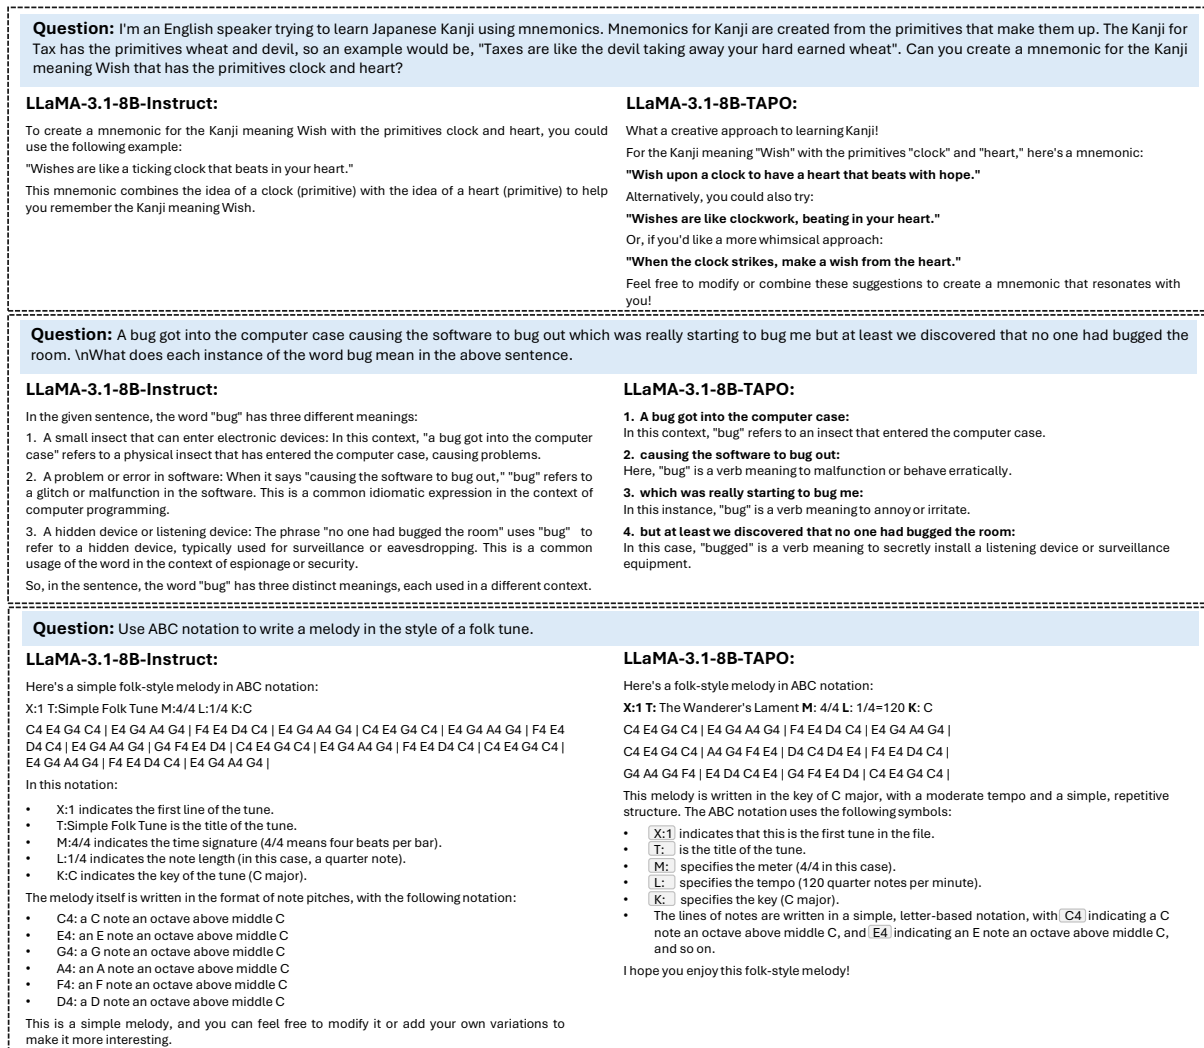 Question: I'm an English speaker trying to learn Japanese Kanji using mnemonics. Mnemonics for Kanji are created from the primitives that make them up. The Kanji for
Tax has the primitives wheat and devil, so an example would be, "Taxes are like the devil taking away your hard earned wheat". Can you create a mnemonic for the Kanji
meaning Wish that has the primitives clock and heart?
LLaMA-3.1-8B-Instruct:
To create a mnemonic for the Kanji meaning Wish with the primitives clock and heart, you could
use the following example:
"Wishes are like a ticking clock that beats in your heart."
This mnemonic combines the idea of a clock (primitive) with the idea of a heart (primitive) to help
you remember the Kanji meaning Wish.
LLaMA-3.1-8B-TAPO:
What a creative approach to learning Kanji!
For the Kanji meaning "Wish" with the primitives "clock" and "heart," here's a mnemonic:
"Wish upon a clock to have a heart that beats with hope."
Alternatively, you could also try:
"Wishes are like clockwork, beating in your heart."
Or, if you'd like a more whimsical approach:
"When the clock strikes, make a wish from the heart."
Feel free to modify or combine these suggestions to create a mnemonic that resonates with
you!
Question: A bug got into the computer case causing the software to bug out which was really starting to bug me but at least we discovered that no one had bugged the
room. \nWhat does each instance of the word bug mean in the above sentence.
LLaMA-3.1-8B-Instruct:
In the given sentence, the word "bug" has three different meanings:
1. A small insect that can enter electronic devices: In this context, "a bug got into the computer
case" refers to a physical insect that has entered the computer case, causing problems.
2. A problem or error in software: When it says "causing the software to bug out," "bug" refers to
a glitch or malfunction in the software. This is a common idiomatic expression in the context of
computer programming.
3. A hidden device or listening device: The phrase "no one had bugged the room" uses "bug" to
refer to a hidden device, typically used for surveillance or eavesdropping. This is a common
usage of the word in the context of espionage or security.
So, in the sentence, the word "bug" has three distinct meanings, each used in a different context.
LLaMA-3.1-8B-TAPO:
1. A bug got into the computer case:
In this context, "bug" refers to an insect that entered the computer case.
2. causing the software to bug out:
Here, "bug" is a verb meaning to malfunction or behave erratically.
3. which was really starting to bug me:
In this instance, "bug" is a verb meaning to annoy or irritate.
4. but at least we discovered that no one had bugged the room:
In this case, "bugged" is a verb meaning to secretly install a listening device or surveillance
equipment.
Question: Use ABC notation to write a melody in the style of a folk tune.
LLaMA-3.1-8B-Instruct:
Here's a simple folk-style melody in ABC notation:
X:1 T:Simple Folk Tune M:4/4 L:1/4 K:C
C4 E4 G4 C4 | E4 G4 A4 G4 | F4 E4 D4 C4 | E4 G4 A4 G4 | C4 E4 G4 C4 | E4 G4 A4 G4 | F4 E4
D4 C4 | E4 G4 A4 G4 | G4 F4 E4 D4 | C4 E4 G4 C4 | E4 G4 A4 G4 | F4 E4 D4 C4 | C4 E4 G4 C4 |
E4 G4 A4 G4 | F4 E4 D4 C4 | E4 G4 A4 G4 |
In this notation:
• X:1 indicates the first line of the tune.
• T:Simple Folk Tune is the title of the tune.
• M:4/4 indicates the time signature (4/4 means four beats per bar).
• L:1/4 indicates the note length (in this case, a quarter note).
• K:C indicates the key of the tune (C major).
The melody itself is written in the format of note pitches, with the following notation:
• C4: a C note an octave above middle C
• E4: an E note an octave above middle C
• G4: a G note an octave above middle C
• A4: an A note an octave above middle C
• F4: an F note an octave above middle C
• D4: a D note an octave above middle C
This is a simple melody, and you can feel free to modify it or add your own variations to
make it more interesting.
LLaMA-3.1-8B-TAPO:
Here's a folk-style melody in ABC notation:
X:1 T: The Wanderer's Lament M: 4/4 L: 1/4=120 K: C
C4 E4 G4 C4 | E4 G4 A4 G4 | F4 E4 D4 C4 | E4 G4 A4 G4 |
C4 E4 G4 C4 | A4 G4 F4 E4 | D4 C4 D4 E4 | F4 E4 D4 C4 |
G4 A4 G4 F4 | E4 D4 C4 E4 | G4 F4 E4 D4 | C4 E4 G4 C4 |
This melody is written in the key of C major, with a moderate tempo and a simple, repetitive
structure. The ABC notation uses the following symbols:
• X:1 indicates that this is the first tune in the file.
• T: is the title of the tune.
• M: specifies the meter (4/4 in this case).
• L: specifies the tempo (120 quarter notes per minute).
• K: specifies the key (C major).
• The lines of notes are written in a simple, letter-based notation, with C4 indicating a C
note an octave above middle C, and E4 indicating an E note an octave above middle C,
and so on.
I hope you enjoy this folk-style melody!